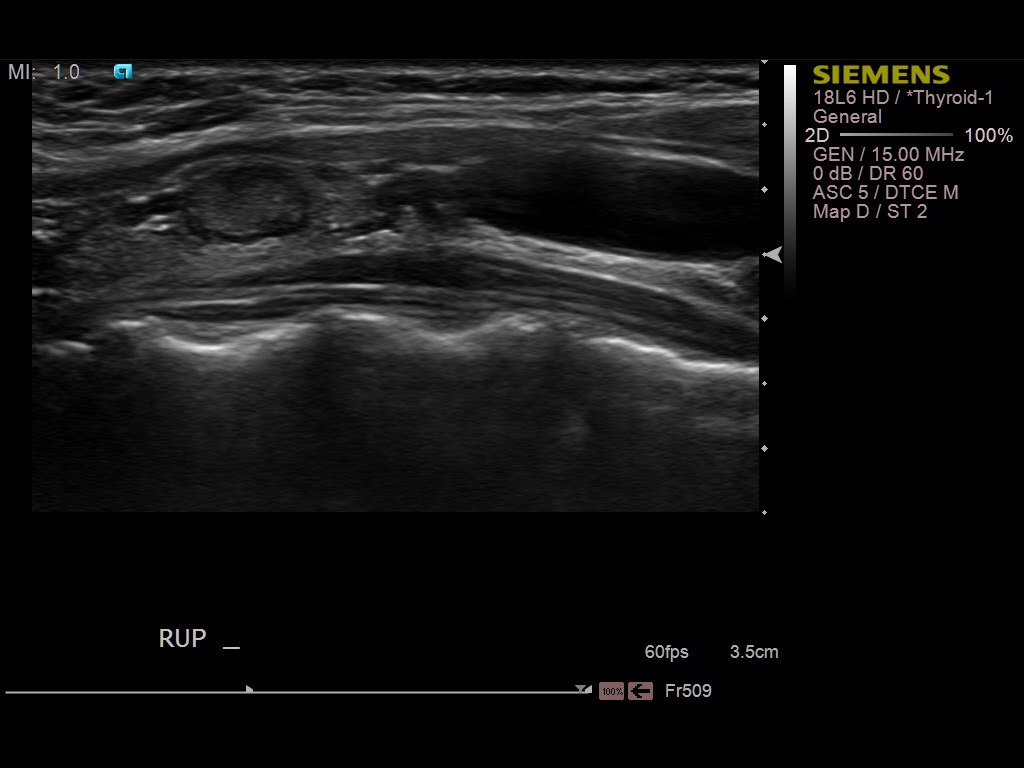 MI: 1.0
SIEMENS
18L6 HD / *Thyroid-1
General
2D 100%
GEN / 15.00 MHz
0 dB / DR 60
ASC 5 / DTCE M
Map D / ST 2
RUP _
60fps 3.5cm
100% Fr509